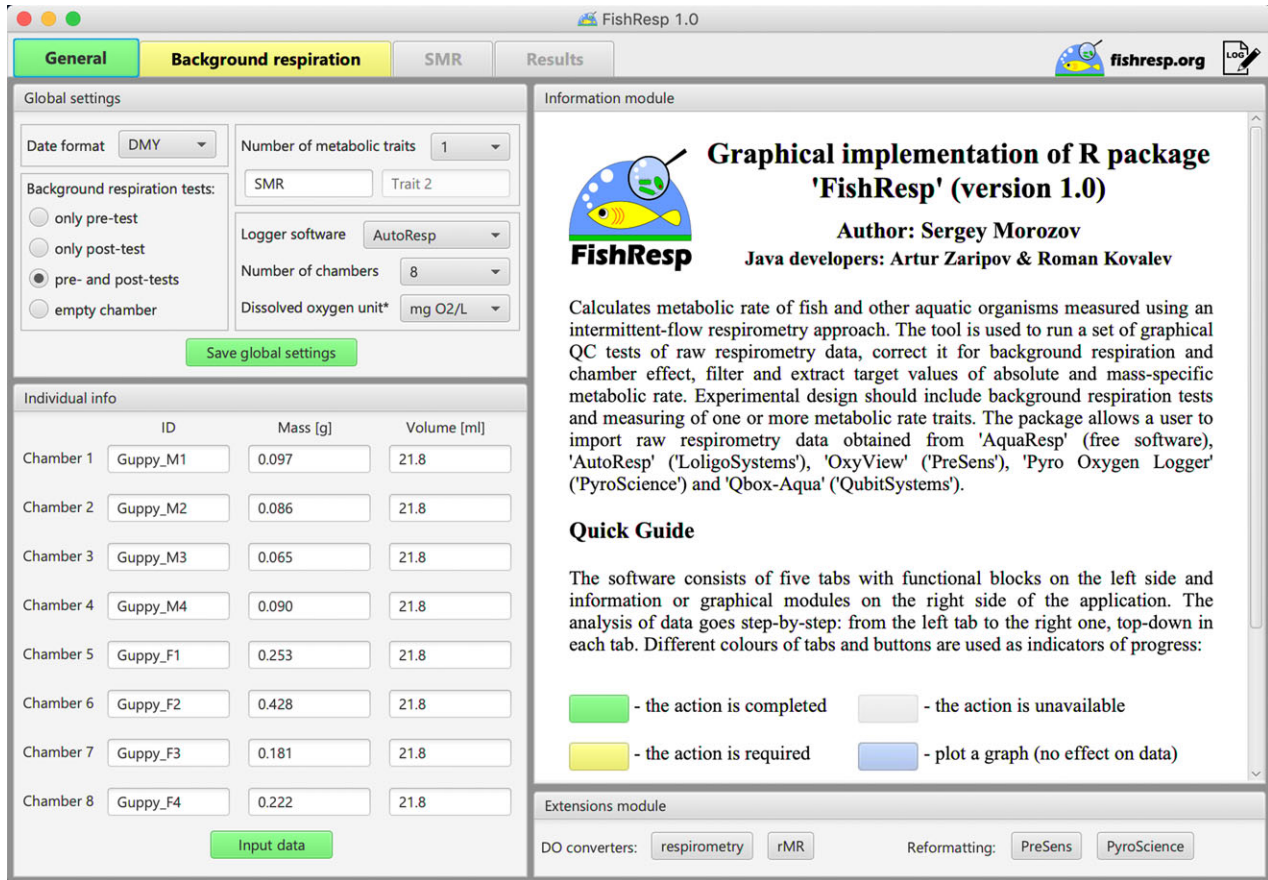 FishResp 1.0
General
Background respiration
SMR
Results
fishresp.org
LOG
Global settings
Date format DMY
Background respiration tests:
only pre-test
only post-test
pre- and post-tests
empty chamber
Number of metabolic traits 1
SMR Trait 2
Logger software AutoResp
Number of chambers 8
Dissolved oxygen unit* mg O2/L
Save global settings
Individual info
ID Mass [g] Volume [ml]
Chamber 1 Guppy_M1 0.097 21.8
Chamber 2 Guppy_M2 0.086 21.8
Chamber 3 Guppy_M3 0.065 21.8
Chamber 4 Guppy_M4 0.090 21.8
Chamber 5 Guppy_F1 0.253 21.8
Chamber 6 Guppy_F2 0.428 21.8
Chamber 7 Guppy_F3 0.181 21.8
Chamber 8 Guppy_F4 0.222 21.8
Input data
Information module
FishResp
Graphical implementation of R package
'FishResp' (version 1.0)
Author: Sergey Morozov
Java developers: Artur Zaripov & Roman Kovalev
Calculates metabolic rate of fish and other aquatic organisms measured using an
intermittent-flow respirometry approach. The tool is used to run a set of graphical
QC tests of raw respirometry data, correct it for background respiration and
chamber effect, filter and extract target values of absolute and mass-specific
metabolic rate. Experimental design should include background respiration tests
and measuring of one or more metabolic rate traits. The package allows a user to
import raw respirometry data obtained from 'AquaResp' (free software),
'AutoResp' ('LoligoSystems'), 'OxyView' ('PreSens'), 'Pyro Oxygen Logger'
('PyroScience') and 'Qbox-Aqua' ('QubitSystems').
Quick Guide
The software consists of five tabs with functional blocks on the left side and
information or graphical modules on the right side of the application. The
analysis of data goes step-by-step: from the left tab to the right one, top-down in
each tab. Different colours of tabs and buttons are used as indicators of progress:
- the action is completed
- the action is unavailable
- the action is required
- plot a graph (no effect on data)
Extensions module
DO converters: respirometry rMR Reformatting: PreSens PyroScience